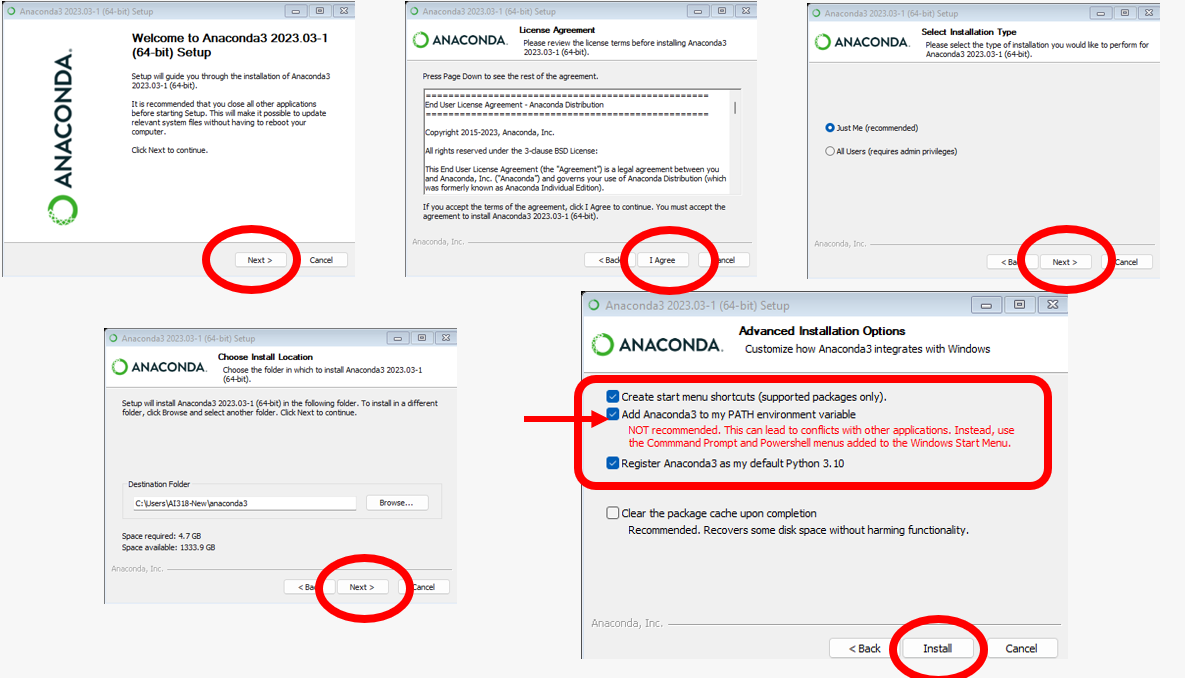 Anaconda3 2023.03-1 (64-bit) Setup
ANACONDA.
Welcome to Anaconda3 2023.03-1
(64-bit) Setup
Setup will guide you through the installation of Anaconda3
2023.03-1 (64-bit).
It is recommended that you close all other applications
before starting Setup. This will make it possible to update
relevant system files without having to reboot your
computer.
Click Next to continue.
Next >
Cancel
Anaconda3 2023.03-1 (64-bit) Setup
ANACONDA.
License Agreement
Please review the license terms before installing Anaconda3
2023.03-1 (64-bit).
Press Page Down to see the rest of the agreement.
End User License Agreement - Anaconda Distribution
Copyright 2015-2023, Anaconda, Inc.
All rights reserved under the 3-clause BSD License:
This End User License Agreement (the "Agreement") is a legal agreement between you
and Anaconda, Inc. ("Anaconda") and governs your use of Anaconda Distribution (which
was formerly known as Anaconda Individual Edition).
If you accept the terms of the agreement, click I Agree to continue. You must accept the
agreement to install Anaconda3 2023.03-1 (64-bit).
Anaconda, Inc.
< Back
I Agree
Cancel
Anaconda3 2023.03-1 (64-bit) Setup
ANACONDA.
Select Installation Type
Please select the type of installation you would like to perform for
Anaconda3 2023.03-1 (64-bit).
Just Me (recommended)
All Users (requires admin privileges)
Anaconda, Inc.
< Back
Next >
Cancel
Anaconda3 2023.03-1 (64-bit) Setup
ANACONDA.
Choose Install Location
Choose the folder in which to install Anaconda3 2023.03-1
(64-bit).
Setup will install Anaconda3 2023.03-1 (64-bit) in the following folder. To install in a different
folder, click Browse and select another folder. Click Next to continue.
Destination Folder
C:\Users\AI318-New\anaconda3
Browse...
Space required: 4.7 GB
Space available: 1333.9 GB
Anaconda, Inc.
< Back
Next >
Cancel
Anaconda3 2023.03-1 (64-bit) Setup
ANACONDA.
Advanced Installation Options
Customize how Anaconda3 integrates with Windows
Create start menu shortcuts (supported packages only).
Add Anaconda3 to my PATH environment variable
NOT recommended. This can lead to conflicts with other applications. Instead, use
the Commmand Prompt and Powershell menus added to the Windows Start Menu.
Register Anaconda3 as my default Python 3.10
Clear the package cache upon completion
Recommended. Recovers some disk space without harming functionality.
Anaconda, Inc.
< Back
Install
Cancel